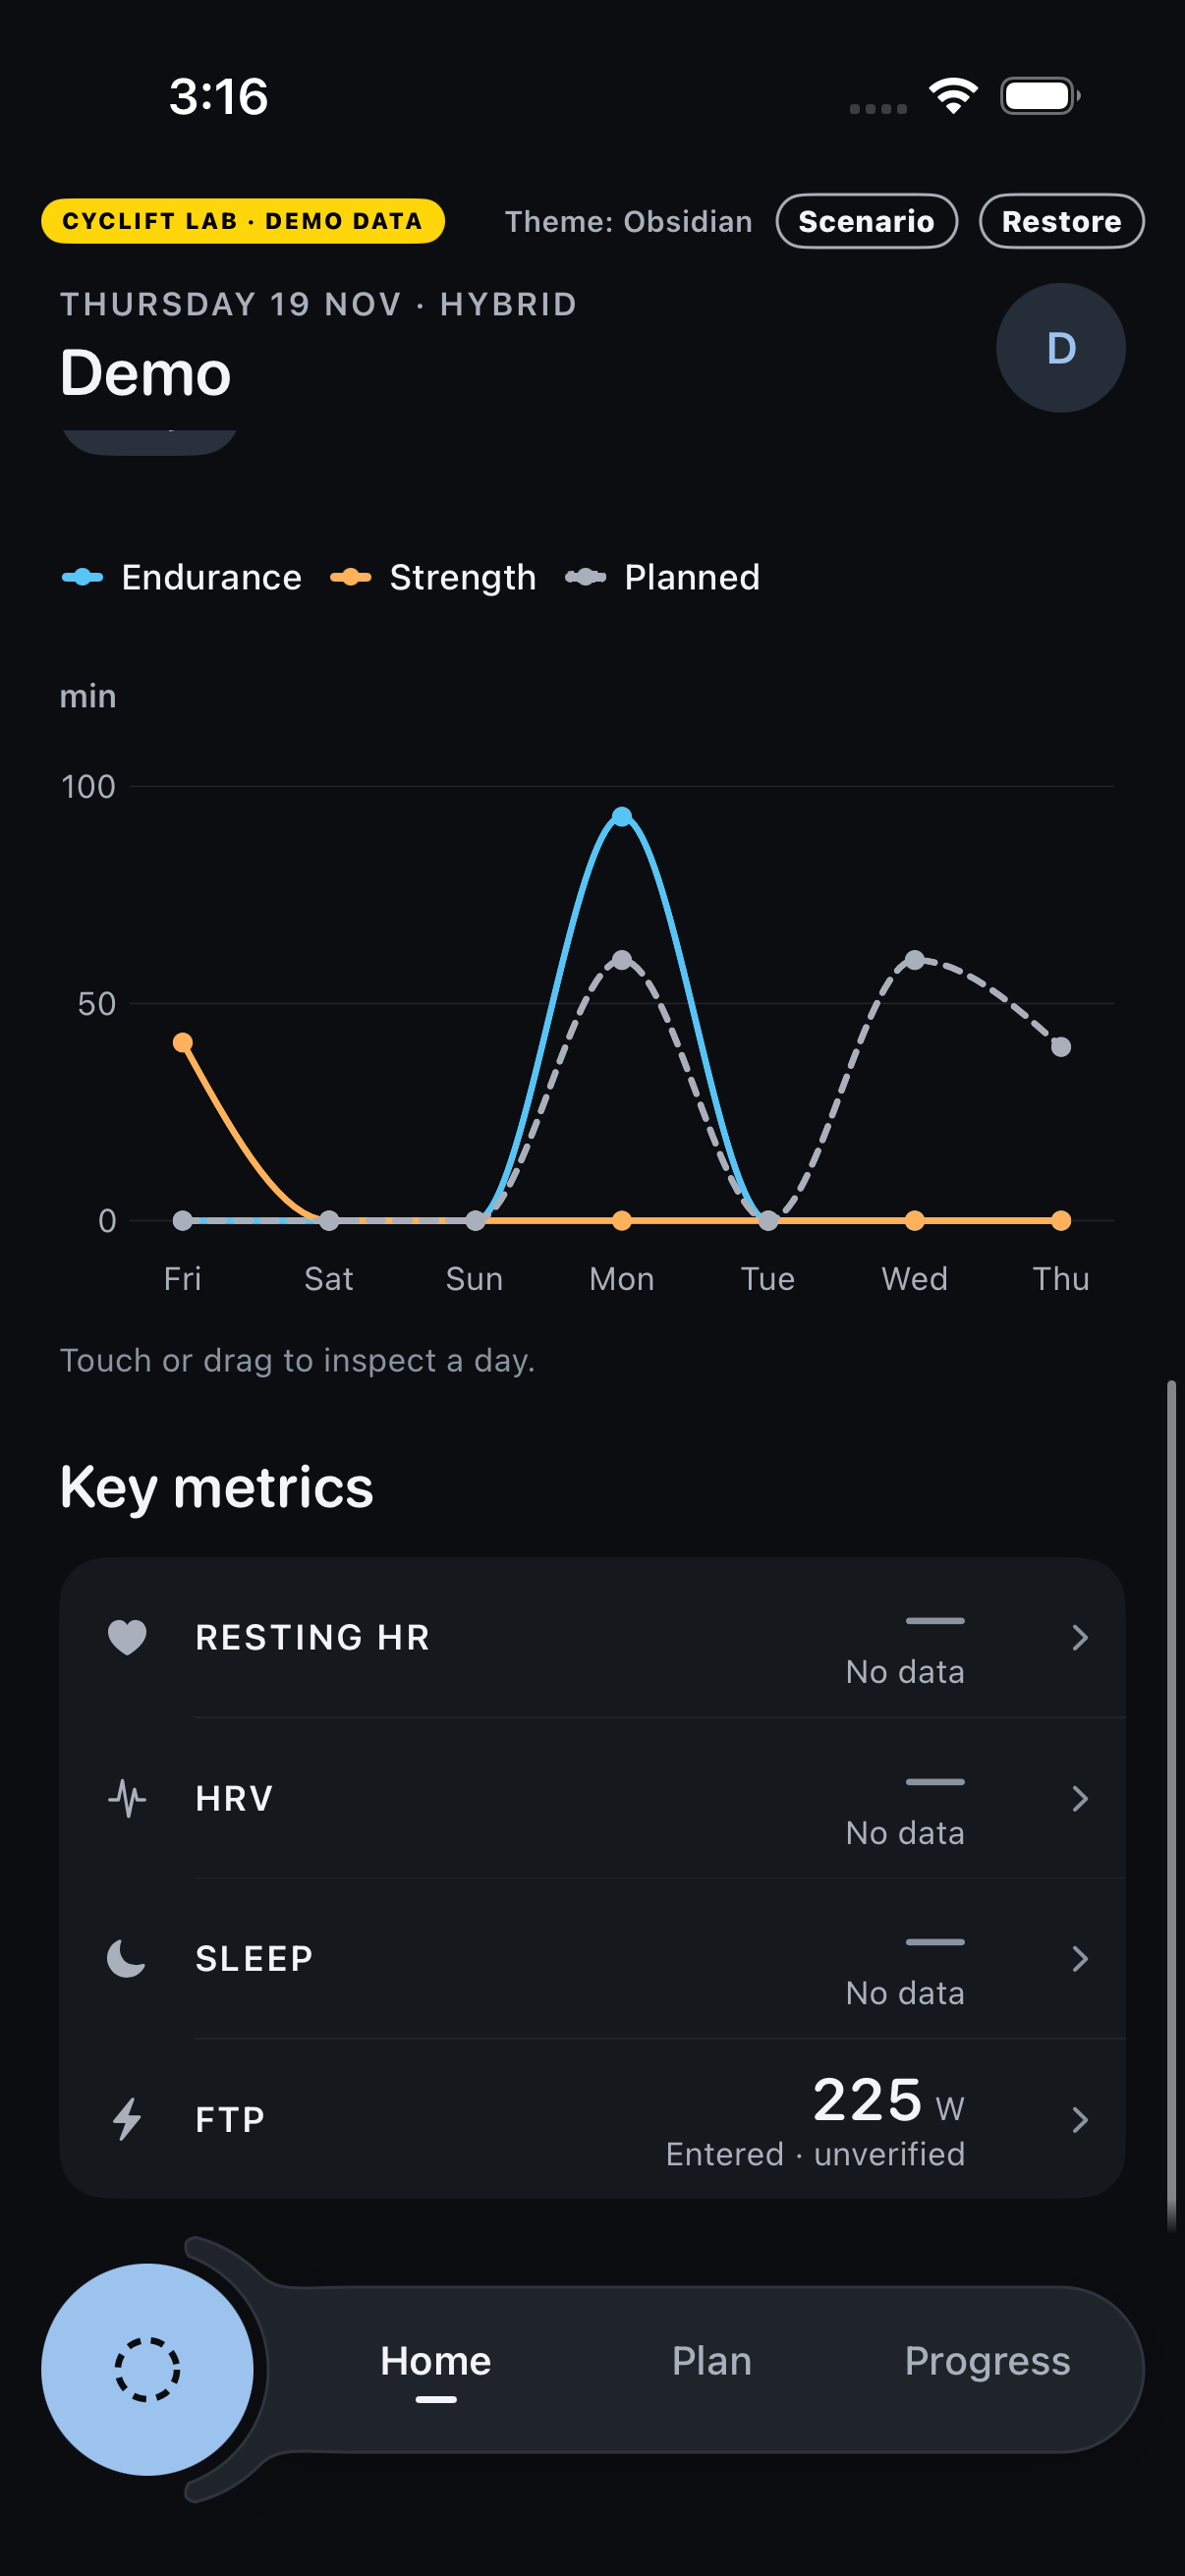 3:16
CYCLIFT LAB · DEMO DATA Theme: Obsidian Scenario Restore
THURSDAY 19 NOV · HYBRID
Demo
D
Endurance Strength Planned
min
100
50
0
Fri Sat Sun Mon Tue Wed Thu
Touch or drag to inspect a day.
Key metrics
RESTING HR
No data
HRV
No data
SLEEP
No data
FTP
225 W
Entered · unverified
Home Plan Progress